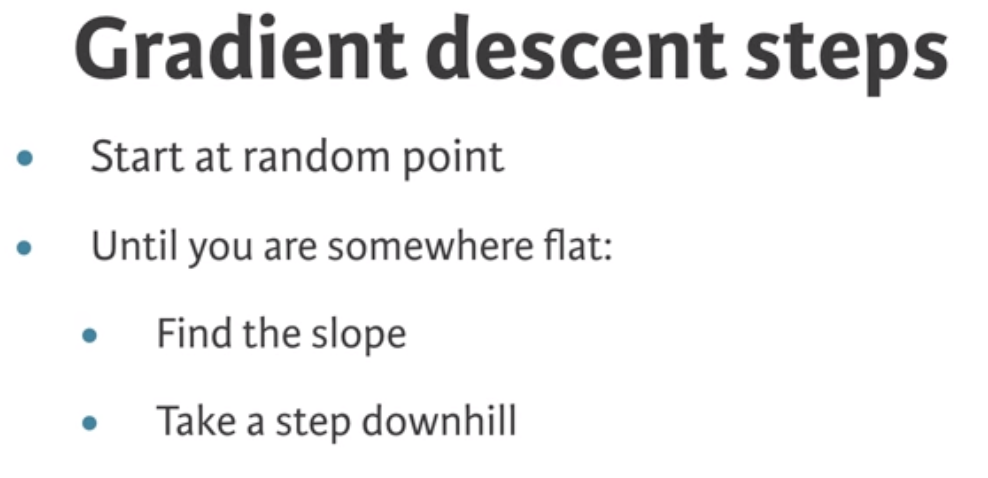 Gradient descent steps
• Start at random point
• Until you are somewhere flat:
• Find the slope
• Take a step downhill